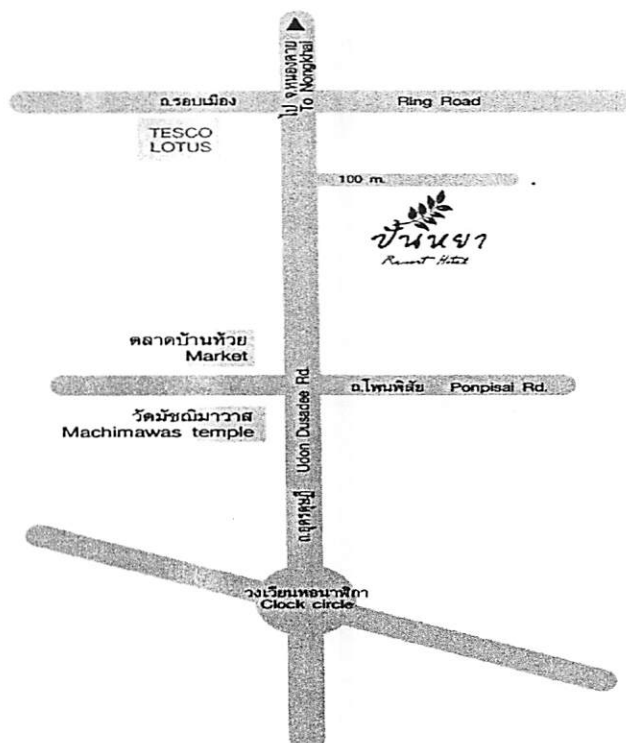 ไป จ.หนองคาย
To Nongkhai
ถ.รอบเมือง
Ring Road
TESCO
LOTUS
100 m.
ปันหยา
Resort Hotel
ตลาดบ้านห้วย
Market
ถ.โพนพิสัย Ponpisai Rd.
วัดมัชฌิมาวาส
Machimawas temple
ถ.อุดรดุษฎี Udon Dusadee Rd.
วงเวียนหอนาฬิกา
Clock circle